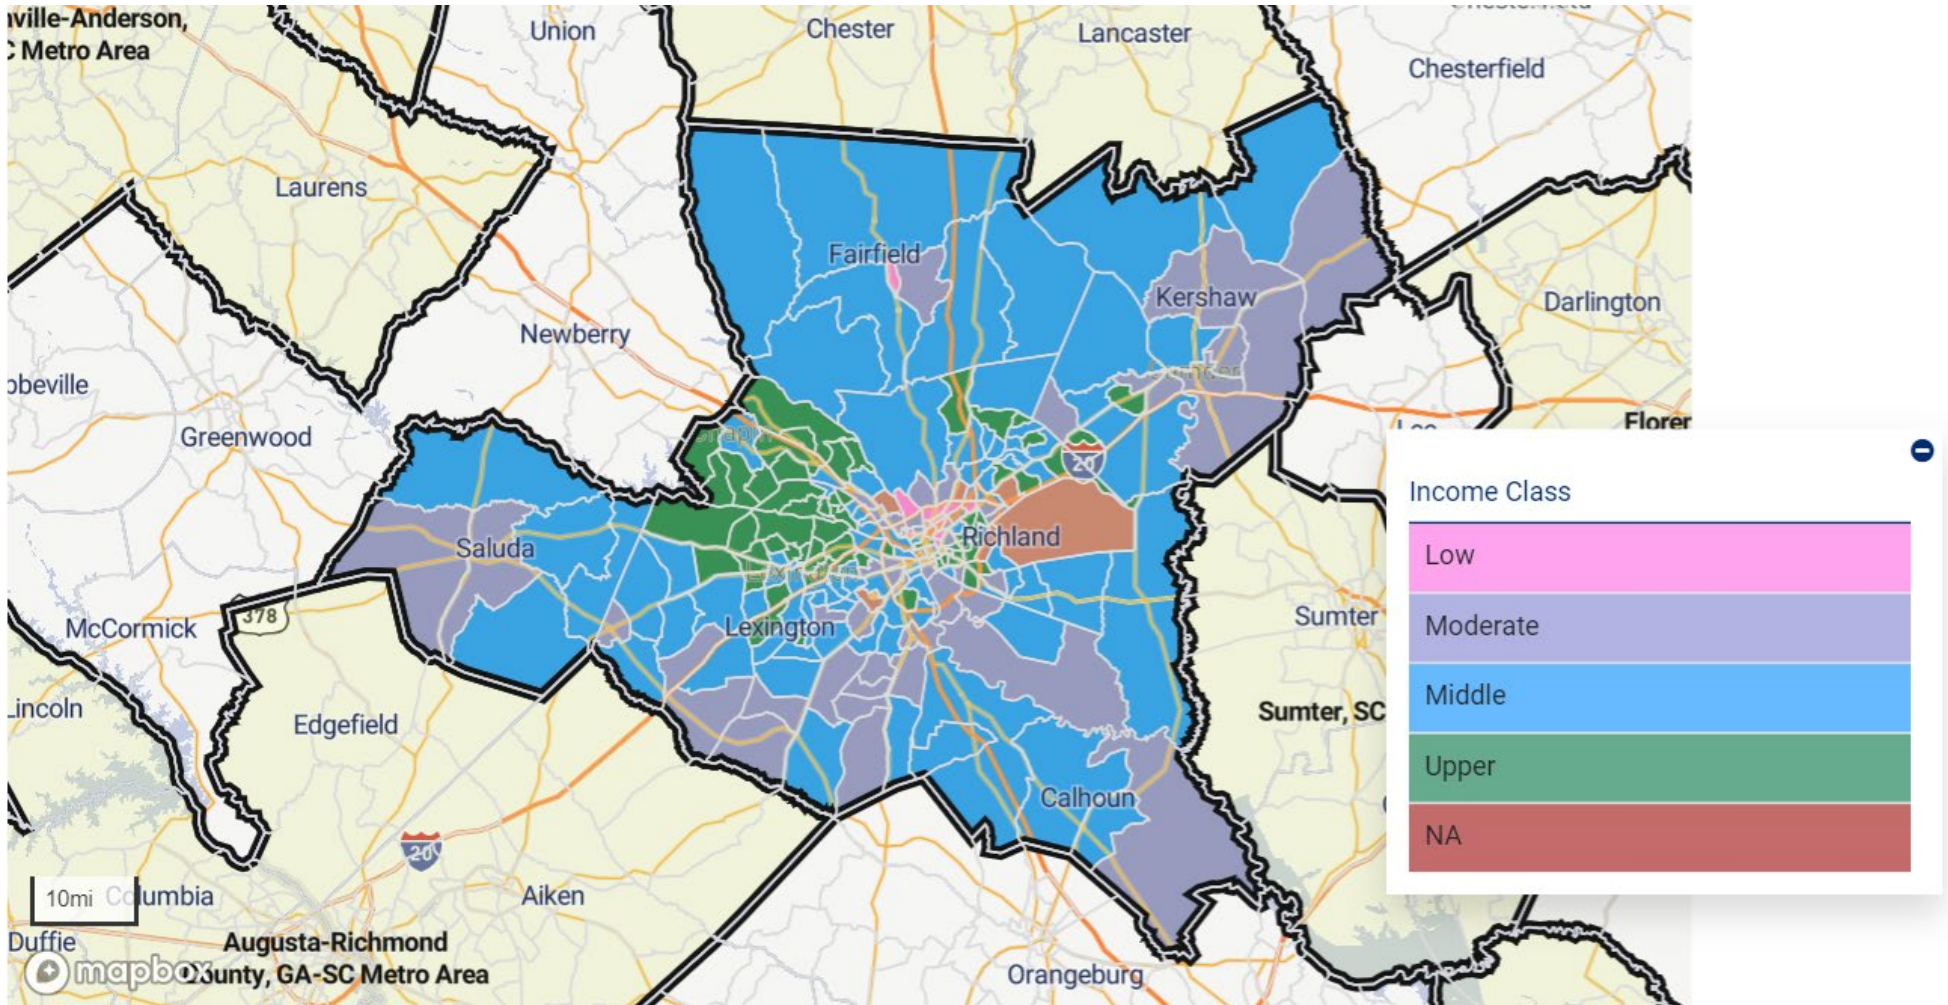 nville-Anderson,
C Metro Area
Union
Chester
Lancaster
Chesterfield
Laurens
Fairfield
Kershaw
Darlington
Newberry
bbeville
Greenwood
Florer
Income Class
Low
Moderate
Middle
Upper
NA
20
Richland
Saluda
378
McCormick
Lexington
Sumter
Lincoln
Edgefield
Sumter, SC
Calhoun
20
10mi
Columbia
Aiken
Duffie
Augusta-Richmond
County, GA-SC Metro Area
mapbox
Orangeburg